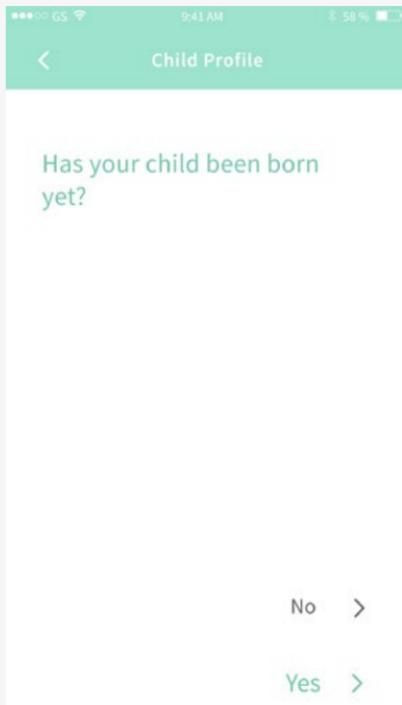 GS 9:41 AM 58 %
Child Profile
Has your child been born
yet?
No
Yes